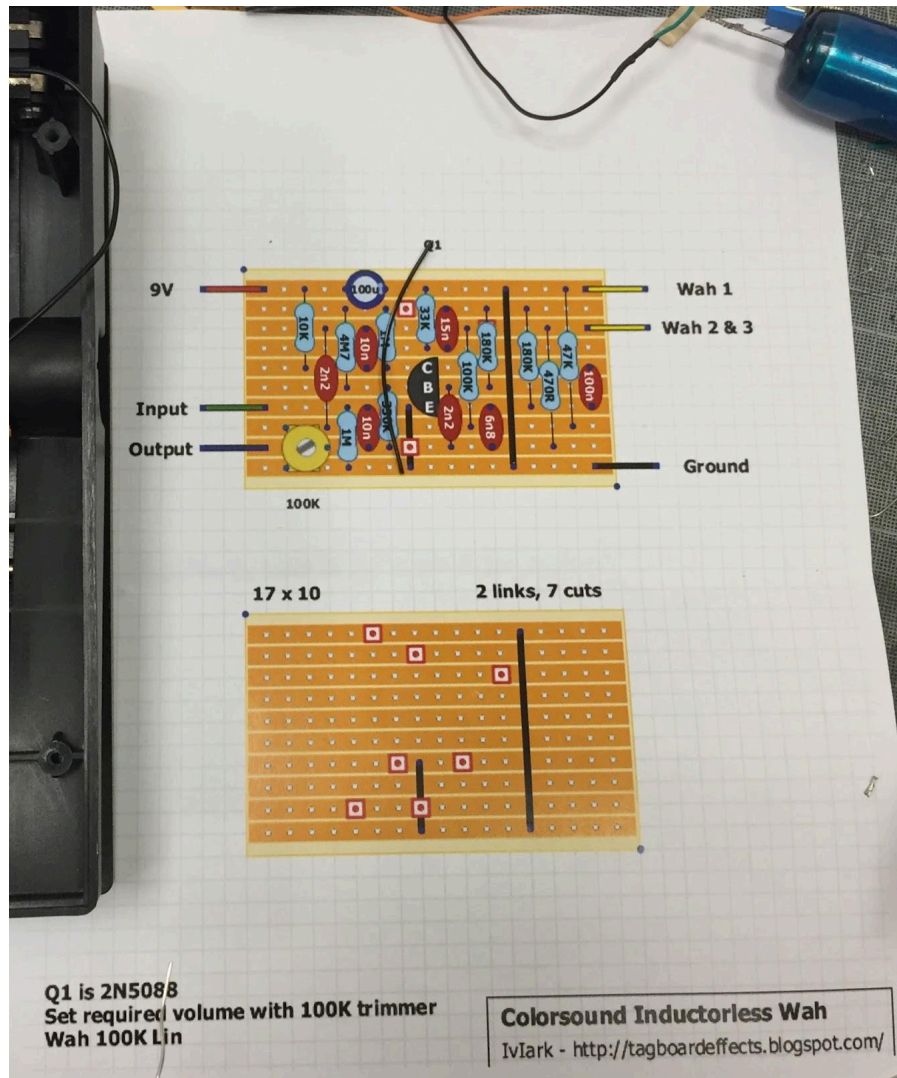 Q1
9V
100u
Wah 1
10K
33K
15n
Wah 2 & 3
4M7
10n
180K
180K
47K
2n2
C
B
E
100K
470R
100n
Input
Output
1M
10n
2n2
6n8
Ground
100K
17 x 10
2 links, 7 cuts
Q1 is 2N5088
Set required volume with 100K trimmer
Wah 100K Lin
Colorsound Inductorless Wah
IvIark - http://tagboardeffects.blogspot.com/